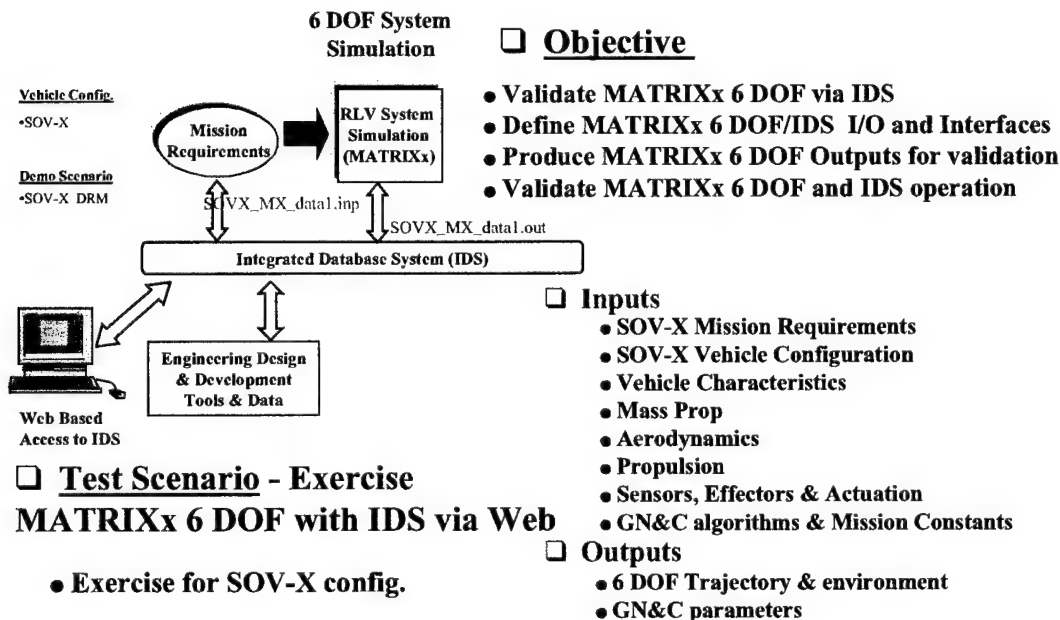 6 DOF System
Simulation
Vehicle Config.
•SOV-X
Demo Scenario
•SOV-X DRM
Mission
Requirements
RLV System
Simulation
(MATRIXx)
SOVX_MX_data1.inp
SOVX_MX_data1.out
Integrated Database System (IDS)
Web Based
Access to IDS
Engineering Design
& Development
Tools & Data
❑ Objective
• Validate MATRIXx 6 DOF via IDS
• Define MATRIXx 6 DOF/IDS I/O and Interfaces
• Produce MATRIXx 6 DOF Outputs for validation
• Validate MATRIXx 6 DOF and IDS operation
❑ Inputs
• SOV-X Mission Requirements
• SOV-X Vehicle Configuration
• Vehicle Characteristics
• Mass Prop
• Aerodynamics
• Propulsion
• Sensors, Effectors & Actuation
• GN&C algorithms & Mission Constants
❑ Test Scenario - Exercise
MATRIXx 6 DOF with IDS via Web
• Exercise for SOV-X config.
❑ Outputs
• 6 DOF Trajectory & environment
• GN&C parameters